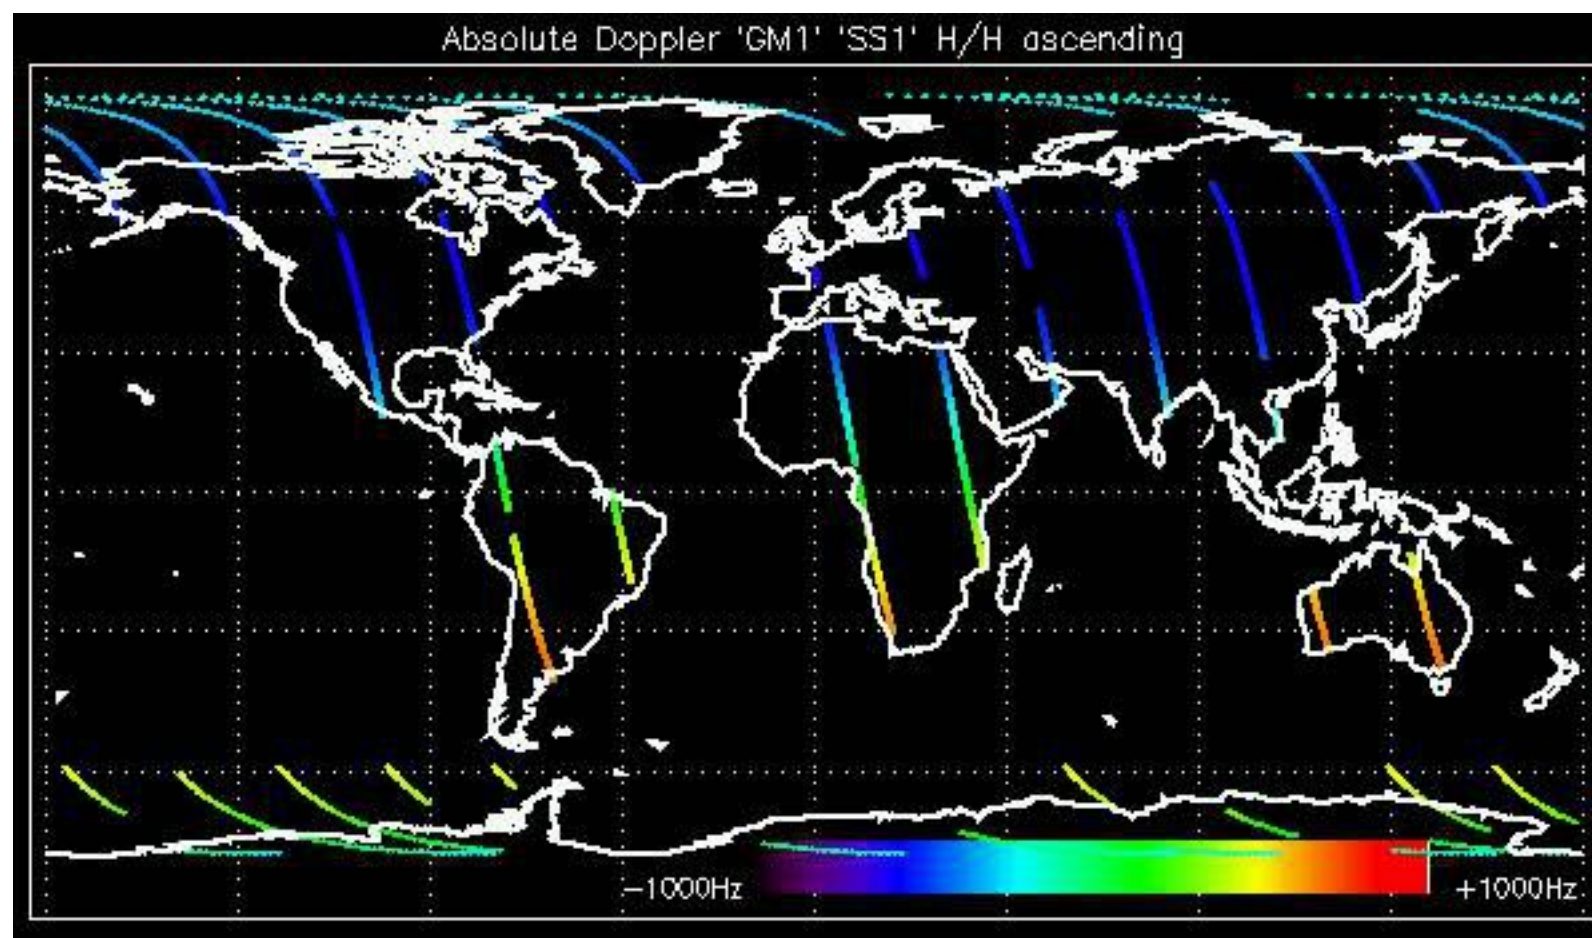 Absolute Doppler 'GM1' 'SS1' H/H ascending
-1000Hz
+1000Hz